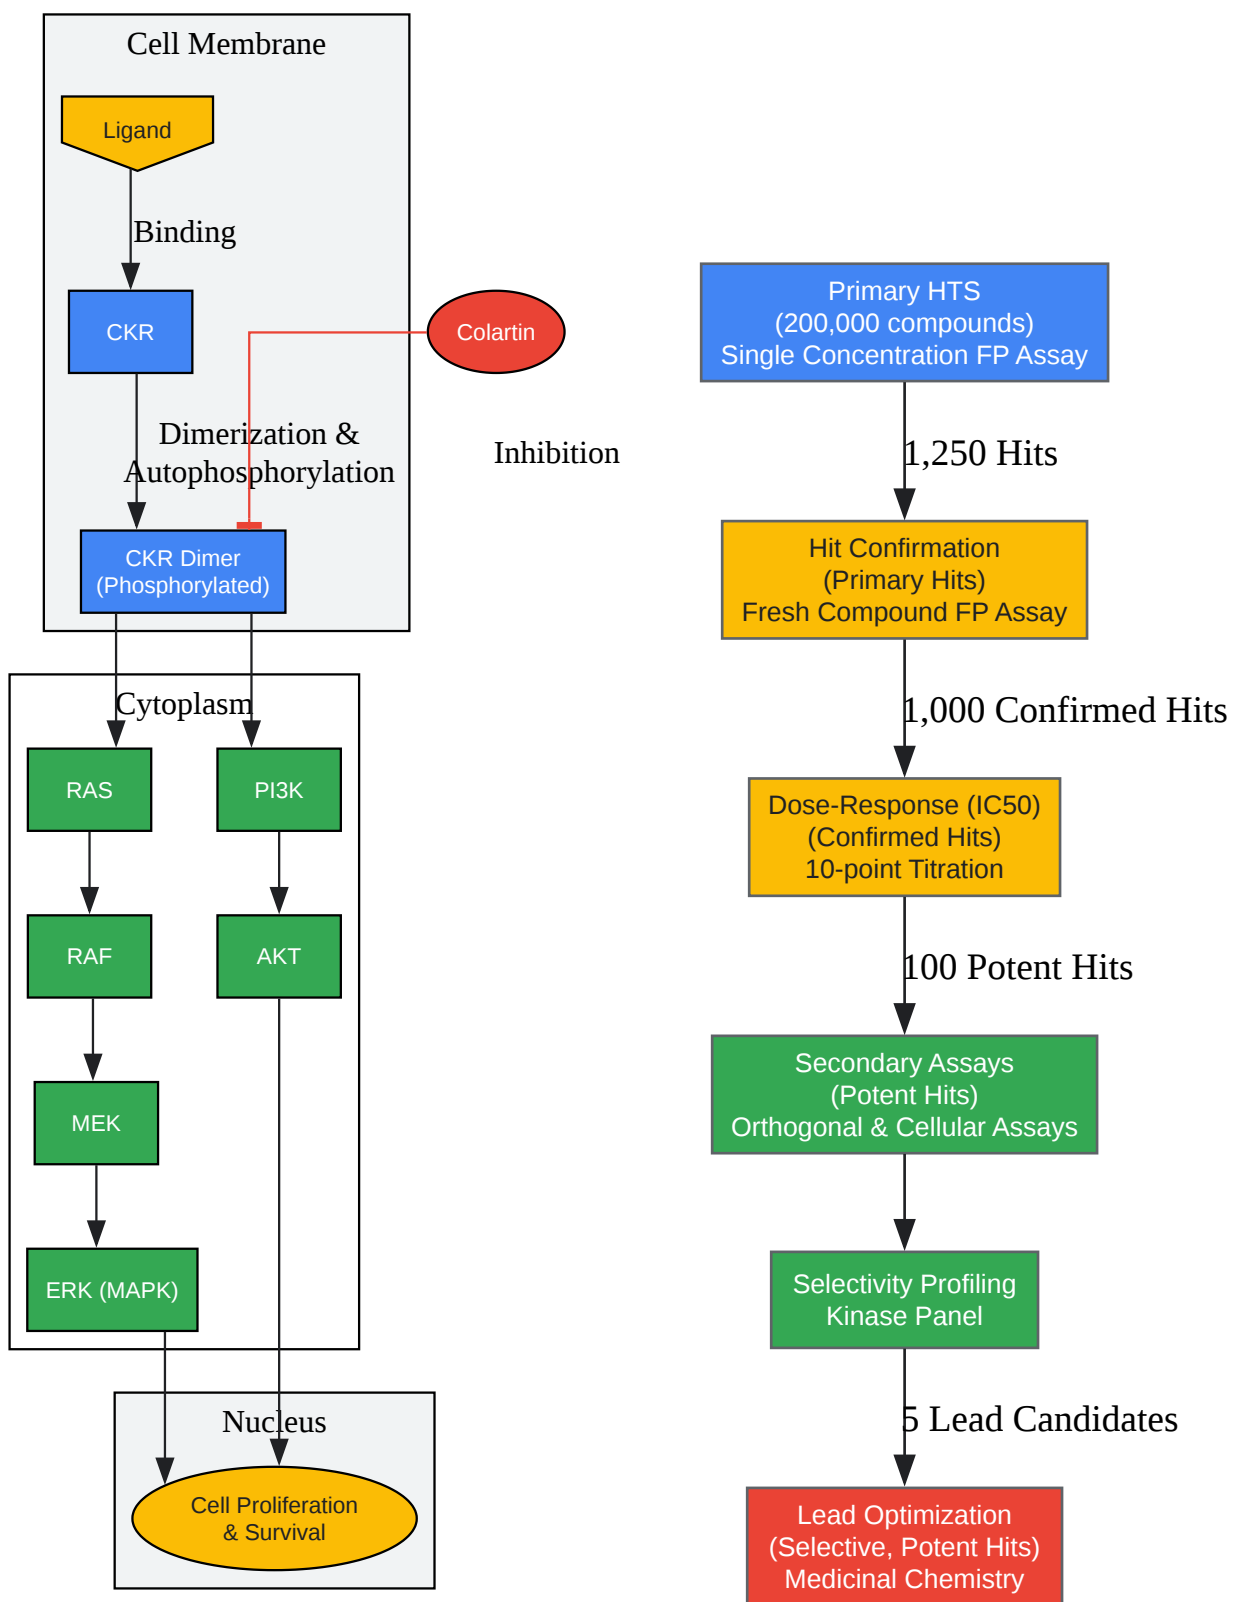 Cell Membrane
Ligand
Binding
CKR
Colartin
Dimerization &
Autophosphorylation
Inhibition
CKR Dimer
(Phosphorylated)
Cytoplasm
RAS
PI3K
RAF
AKT
MEK
ERK (MAPK)
Nucleus
Cell Proliferation
& Survival
Primary HTS
(200,000 compounds)
Single Concentration FP Assay
1,250 Hits
Hit Confirmation
(Primary Hits)
Fresh Compound FP Assay
1,000 Confirmed Hits
Dose-Response (IC50)
(Confirmed Hits)
10-point Titration
100 Potent Hits
Secondary Assays
(Potent Hits)
Orthogonal & Cellular Assays
Selectivity Profiling
Kinase Panel
5 Lead Candidates
Lead Optimization
(Selective, Potent Hits)
Medicinal Chemistry